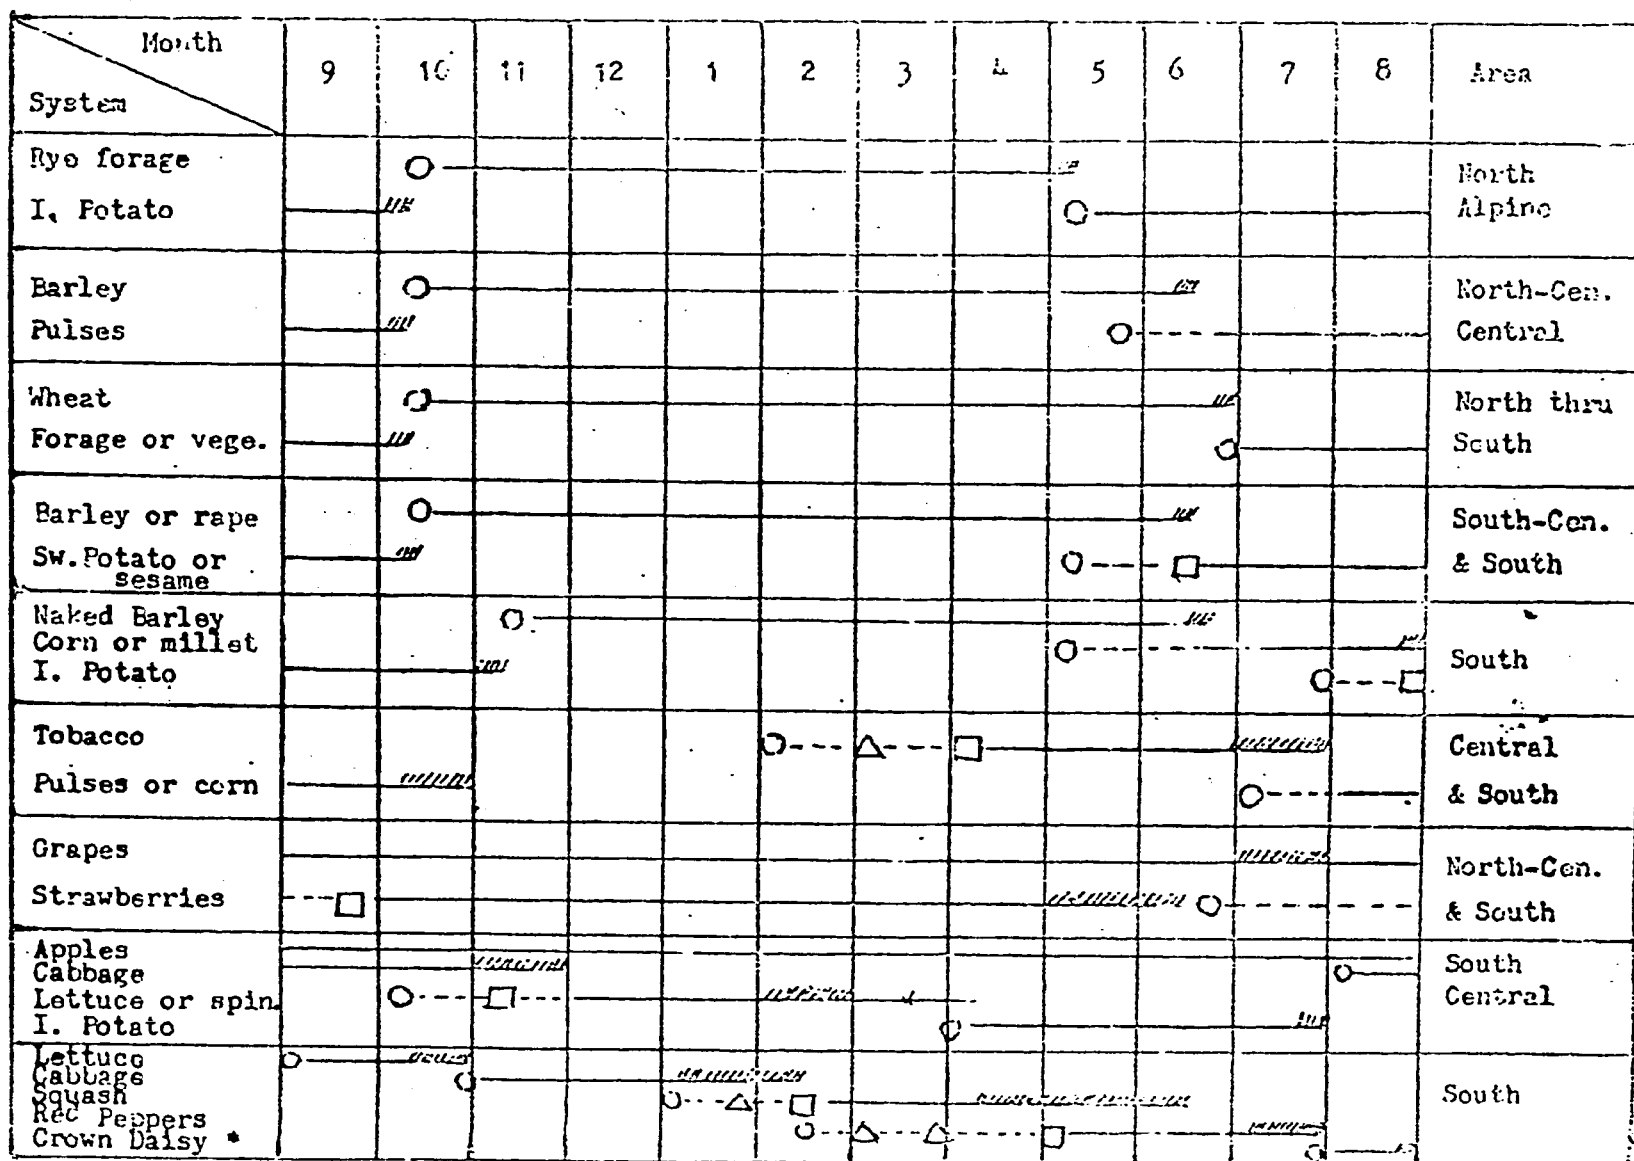 Month
System
9 10 11 12 1 2 3 4 5 6 7 8 Area
Rye forage
I. Potato
North
Alpine
Barley
Pulses
North-Cen.
Central
Wheat
Forage or vege.
North thru
South
Barley or rape
Sw. Potato or
sesame
South-Cen.
& South
Naked Barley
Corn or millet
I. Potato
South
Tobacco
Pulses or corn
Central
& South
Grapes
Strawberries
North-Cen.
& South
Apples
Cabbage
Lettuce or spin.
I. Potato
South
Central
Lettuce
Cabbage
Squash
Red Peppers
Crown Daisy *
South